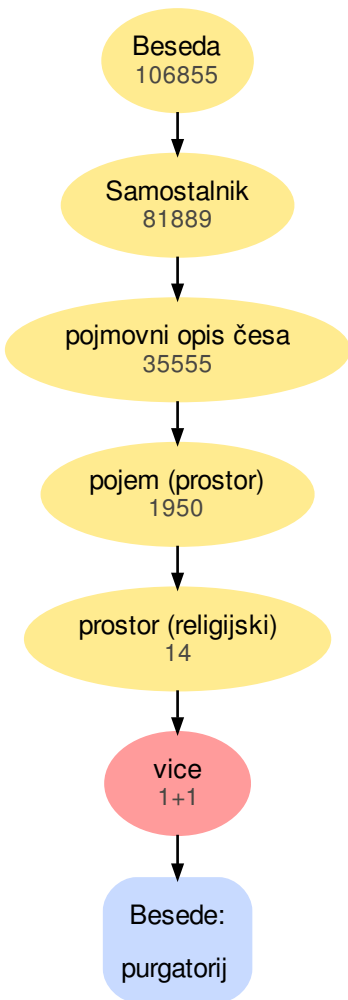 Beseda
106855
Samostalnik
81889
pojmovni opis česa
35555
pojem (prostor)
1950
prostor (religijski)
14
vice
1+1
Besede:
purgatorij